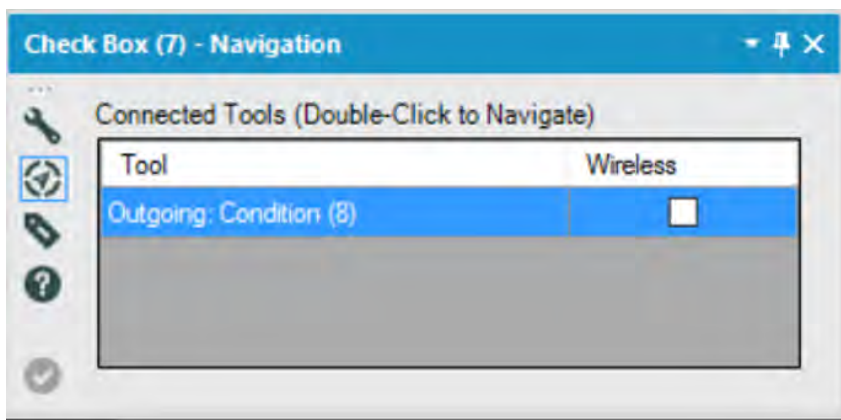 Check Box (7) - Navigation
Connected Tools (Double-Click to Navigate)
Tool Wireless
Outgoing: Condition (8)